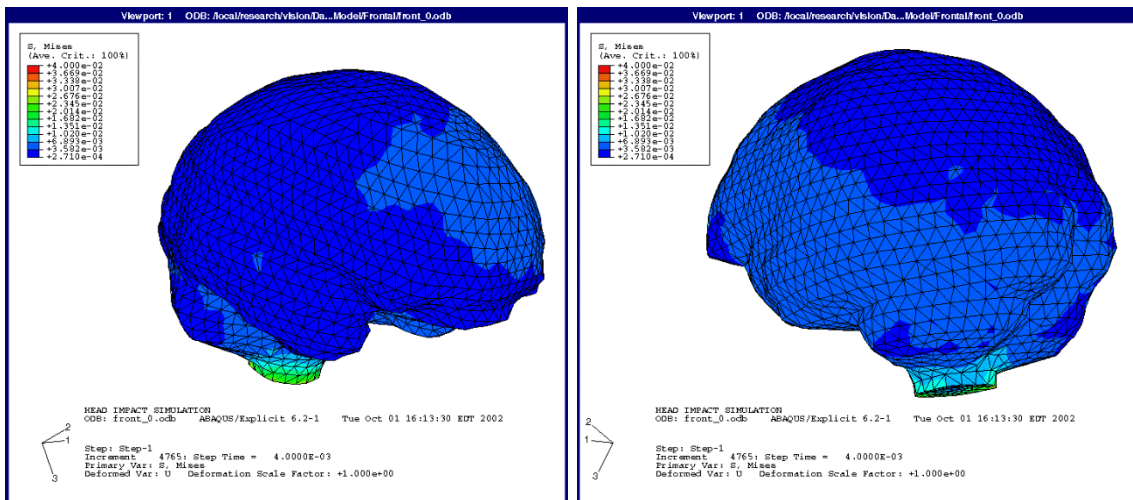 Viewport: 1 ODB: /local/research/vision/Da...Model/Frontal/front_0.odb
S, Mises
(Ave. Crit.: 100%)
+4.000e-02
+3.669e-02
+3.338e-02
+3.007e-02
+2.676e-02
+2.345e-02
+2.014e-02
+1.682e-02
+1.351e-02
+1.020e-02
+6.893e-03
+3.582e-03
+2.710e-04
HEAD IMPACT SIMULATION
ODB: front_0.odb ABAQUS/Explicit 6.2-1 Tue Oct 01 16:13:30 EDT 2002
2
1
3
Step: Step-1
Increment 4765: Step Time = 4.0000E-03
Primary Var: S, Mises
Deformed Var: U Deformation Scale Factor: +1.000e+00
Viewport: 1 ODB: /local/research/vision/Da...Model/Frontal/front_0.odb
S, Mises
(Ave. Crit.: 100%)
+4.000e-02
+3.669e-02
+3.338e-02
+3.007e-02
+2.676e-02
+2.345e-02
+2.014e-02
+1.682e-02
+1.351e-02
+1.020e-02
+6.893e-03
+3.582e-03
+2.710e-04
HEAD IMPACT SIMULATION
ODB: front_0.odb ABAQUS/Explicit 6.2-1 Tue Oct 01 16:13:30 EDT 2002
2
1
3
Step: Step-1
Increment 4765: Step Time = 4.0000E-03
Primary Var: S, Mises
Deformed Var: U Deformation Scale Factor: +1.000e+00